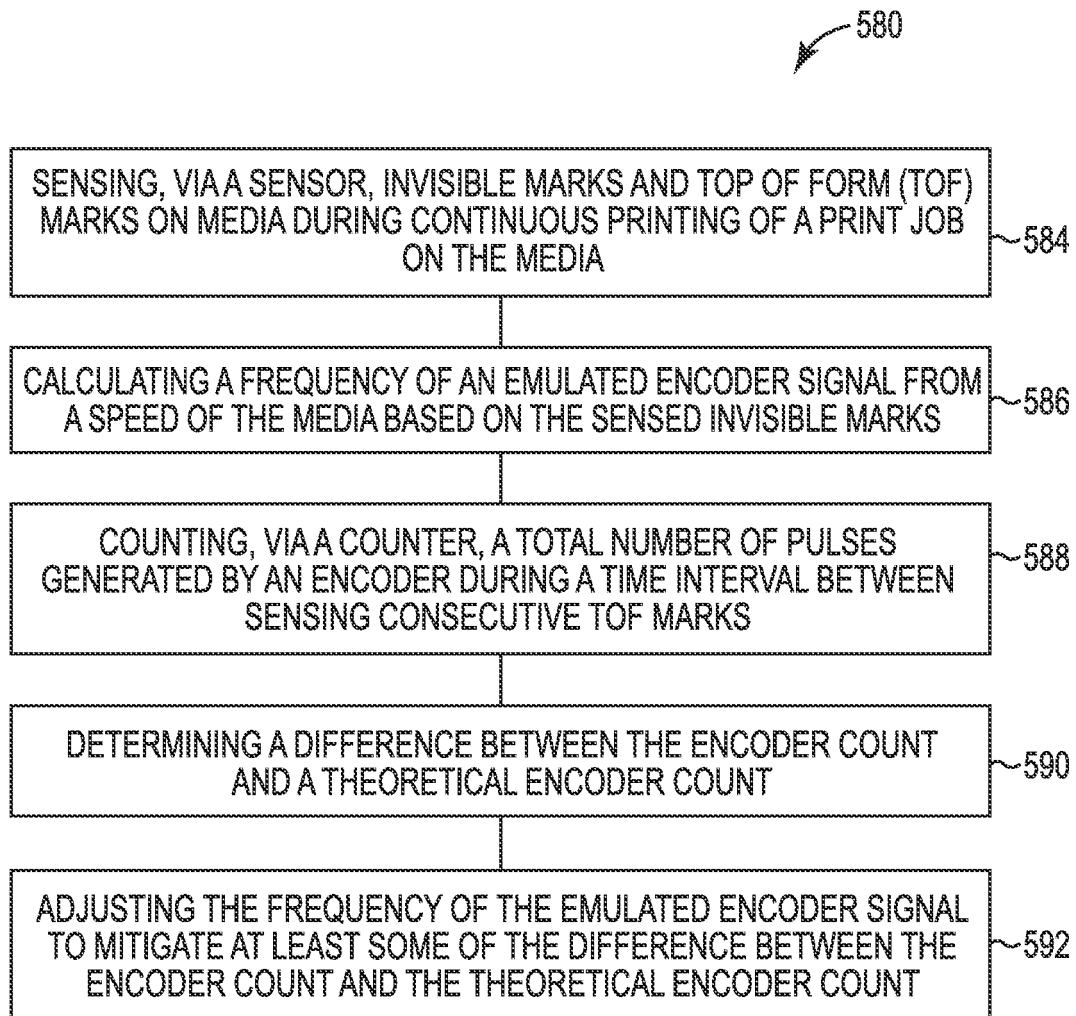 580
SENSING, VIA A SENSOR, INVISIBLE MARKS AND TOP OF FORM (TOF)
MARKS ON MEDIA DURING CONTINUOUS PRINTING OF A PRINT JOB
ON THE MEDIA
584
CALCULATING A FREQUENCY OF AN EMULATED ENCODER SIGNAL FROM
A SPEED OF THE MEDIA BASED ON THE SENSED INVISIBLE MARKS
586
COUNTING, VIA A COUNTER, A TOTAL NUMBER OF PULSES
GENERATED BY AN ENCODER DURING A TIME INTERVAL BETWEEN
SENSING CONSECUTIVE TOF MARKS
588
DETERMINING A DIFFERENCE BETWEEN THE ENCODER COUNT
AND A THEORETICAL ENCODER COUNT
590
ADJUSTING THE FREQUENCY OF THE EMULATED ENCODER SIGNAL
TO MITIGATE AT LEAST SOME OF THE DIFFERENCE BETWEEN THE
ENCODER COUNT AND THE THEORETICAL ENCODER COUNT
592